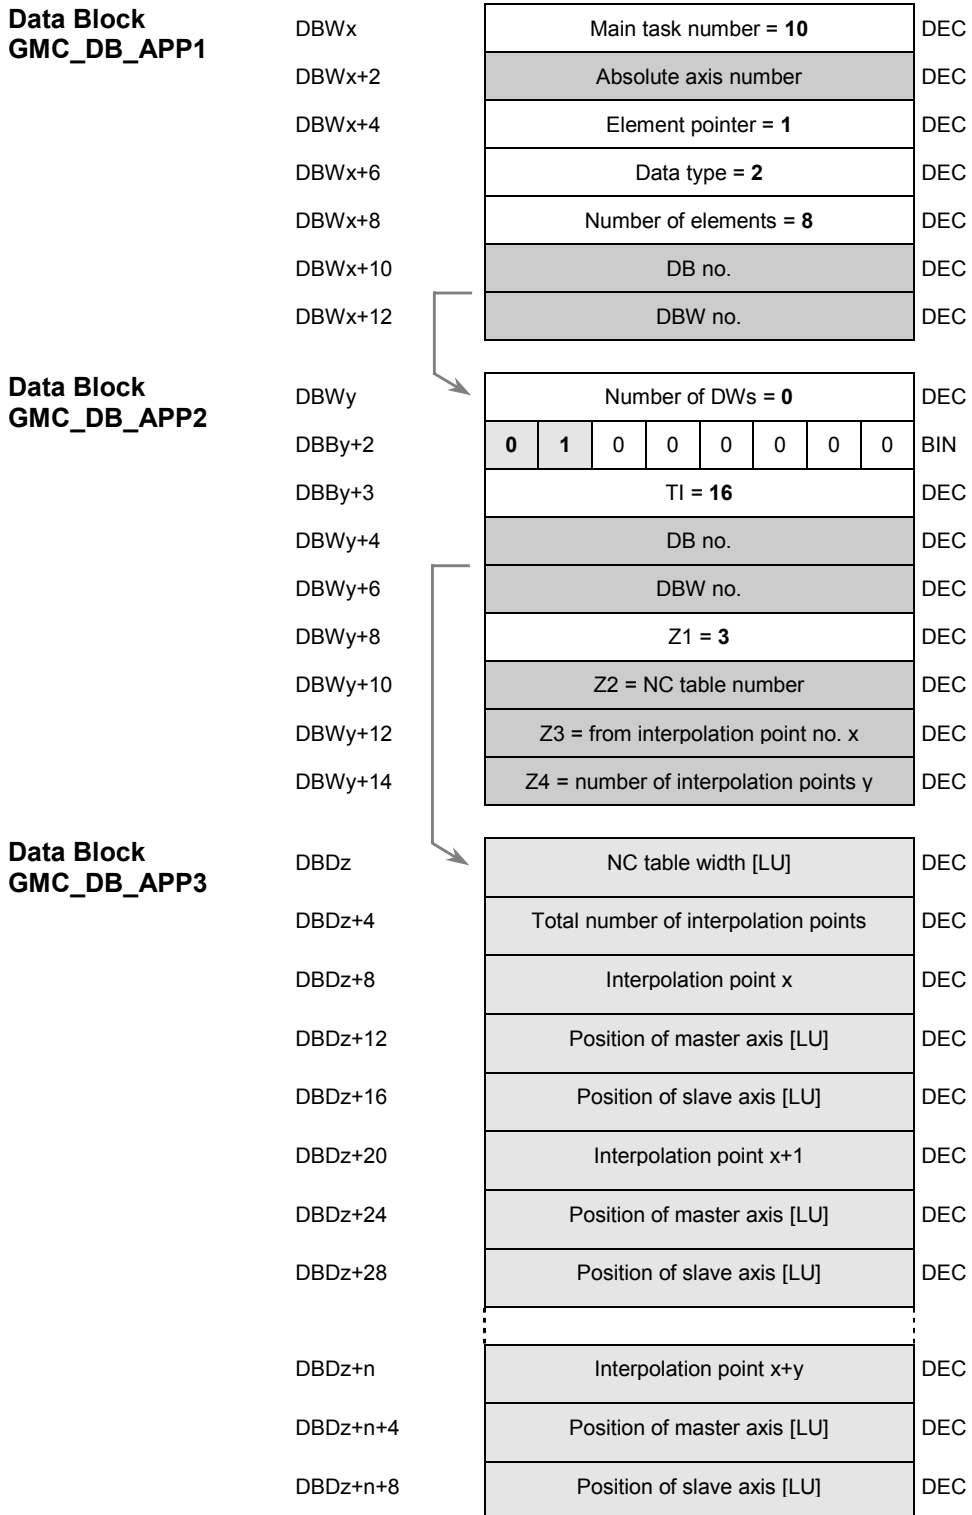 Data Block
GMC_DB_APP1
DBWx Main task number = 10 DEC
DBWx+2 Absolute axis number DEC
DBWx+4 Element pointer = 1 DEC
DBWx+6 Data type = 2 DEC
DBWx+8 Number of elements = 8 DEC
DBWx+10 DB no. DEC
DBWx+12 DBW no. DEC
Data Block
GMC_DB_APP2
DBWy Number of DWs = 0 DEC
DBBy+2 0 1 0 0 0 0 0 0 BIN
DBBy+3 TI = 16 DEC
DBWy+4 DB no. DEC
DBWy+6 DBW no. DEC
DBWy+8 Z1 = 3 DEC
DBWy+10 Z2 = NC table number DEC
DBWy+12 Z3 = from interpolation point no. x DEC
DBWy+14 Z4 = number of interpolation points y DEC
Data Block
GMC_DB_APP3
DBDz NC table width [LU] DEC
DBDz+4 Total number of interpolation points DEC
DBDz+8 Interpolation point x DEC
DBDz+12 Position of master axis [LU] DEC
DBDz+16 Position of slave axis [LU] DEC
DBDz+20 Interpolation point x+1 DEC
DBDz+24 Position of master axis [LU] DEC
DBDz+28 Position of slave axis [LU] DEC
DBDz+n Interpolation point x+y DEC
DBDz+n+4 Position of master axis [LU] DEC
DBDz+n+8 Position of slave axis [LU] DEC